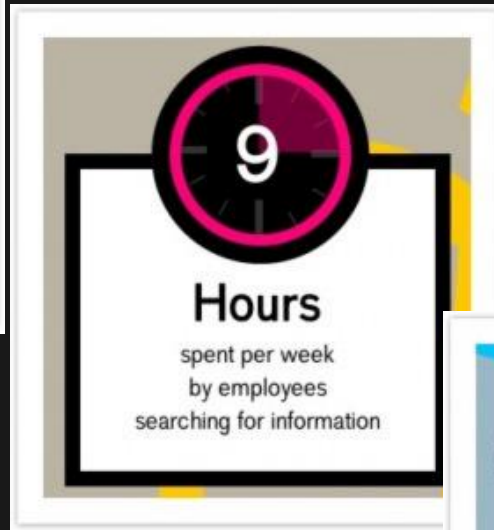 9
Hours
spent per week
by employees
searching for information